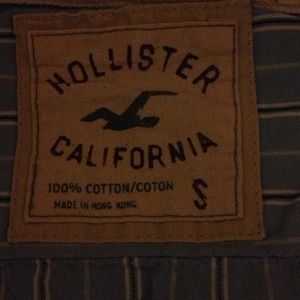 HOLLISTER
CALIFORNIA
100% COTTON/COTON
MADE IN HONG KONG
S